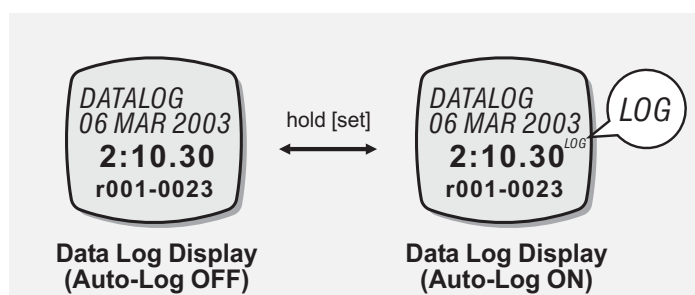 DATALOG
06 MAR 2003
2:10.30
r001-0023
hold [set]
DATALOG
06 MAR 2003
2:10.30 LOG
r001-0023
LOG
Data Log Display
(Auto-Log OFF)
Data Log Display
(Auto-Log ON)